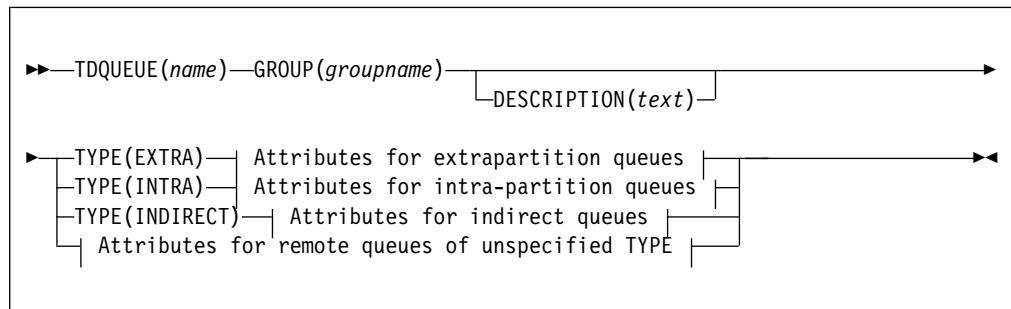 TDQUEUE(name) GROUP(groupname)
DESCRIPTION(text)
TYPE(EXTRA) Attributes for extrapartition queues
TYPE(INTRA) Attributes for intra-partition queues
TYPE(INDIRECT) Attributes for indirect queues
Attributes for remote queues of unspecified TYPE